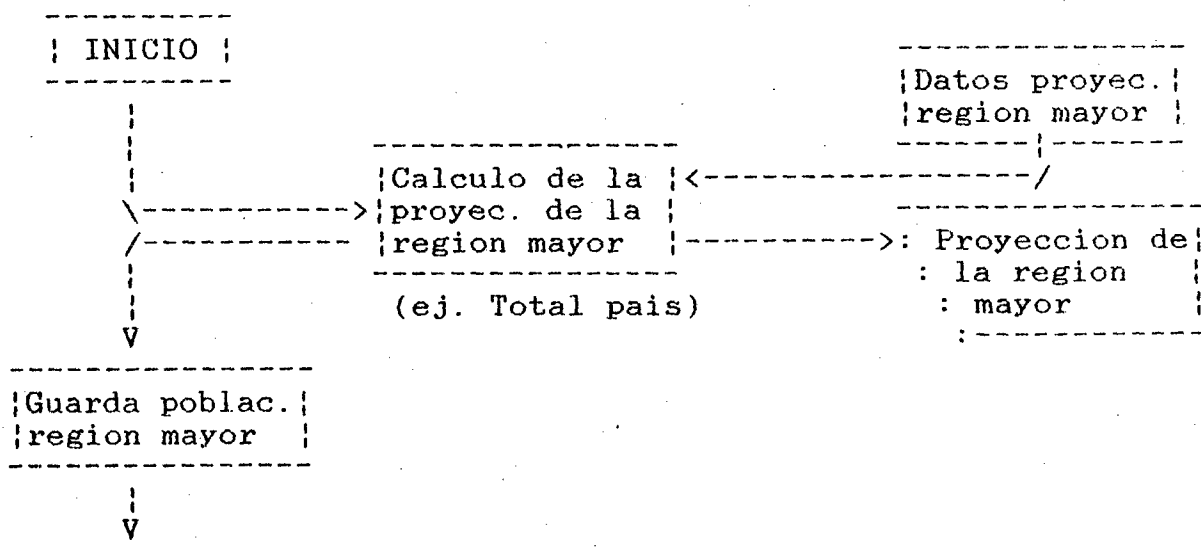 INICIO
Datos proyec.
region mayor
Calculo de la
proyec. de la
region mayor
(ej. Total pais)
Proyeccion de
la region
mayor
Guarda poblac.
region mayor